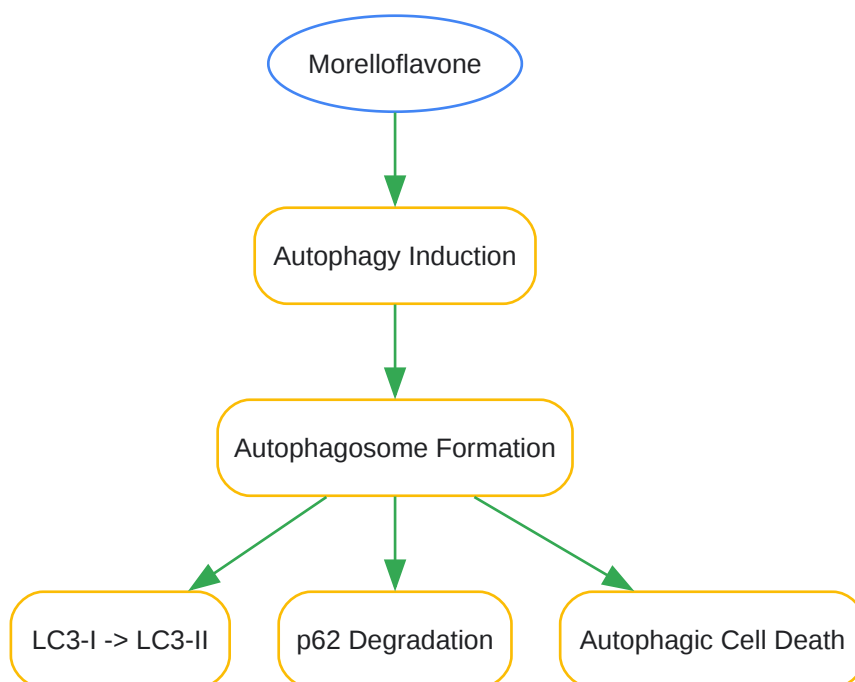 Morelloflavone
Autophagy Induction
Autophagosome Formation
LC3-I -> LC3-II
p62 Degradation
Autophagic Cell Death